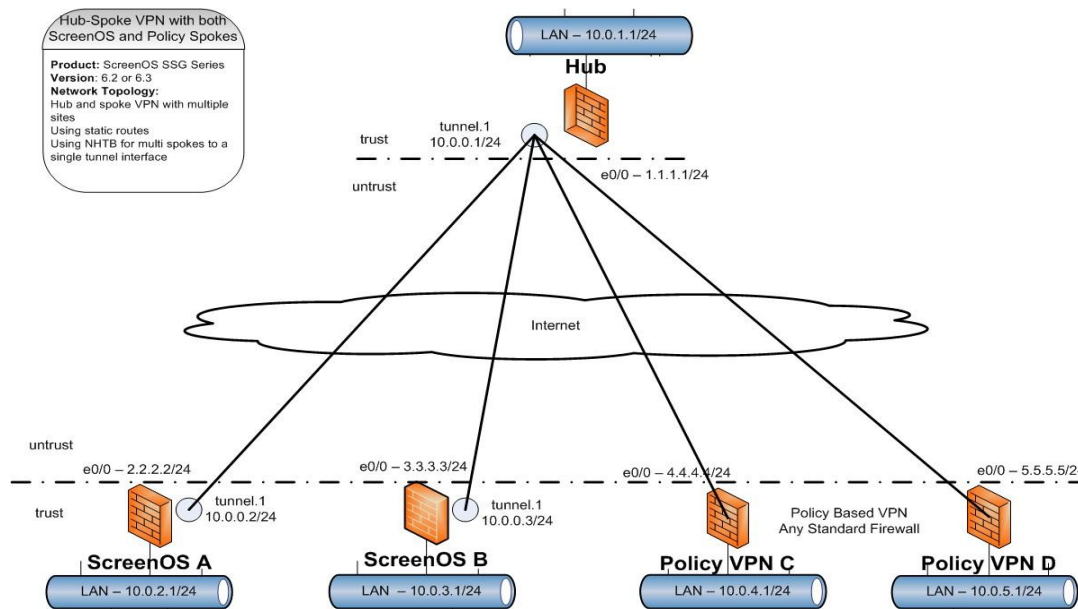 Hub-Spoke VPN with both
ScreenOS and Policy Spokes
Product: ScreenOS SSG Series
Version: 6.2 or 6.3
Network Topology:
Hub and spoke VPN with multiple
sites
Using static routes
Using NHTB for multi spokes to a
single tunnel interface
LAN – 10.0.1.1/24
Hub
tunnel.1
10.0.0.1/24
trust
e0/0 – 1.1.1.1/24
untrust
Internet
untrust
e0/0 – 2.2.2.2/24
e0/0 – 3.3.3.3/24
e0/0 – 4.4.4.4/24
e0/0 – 5.5.5.5/24
trust
tunnel.1
10.0.0.2/24
tunnel.1
10.0.0.3/24
Policy Based VPN
Any Standard Firewall
ScreenOS A
ScreenOS B
Policy VPN C
Policy VPN D
LAN – 10.0.2.1/24
LAN – 10.0.3.1/24
LAN – 10.0.4.1/24
LAN – 10.0.5.1/24